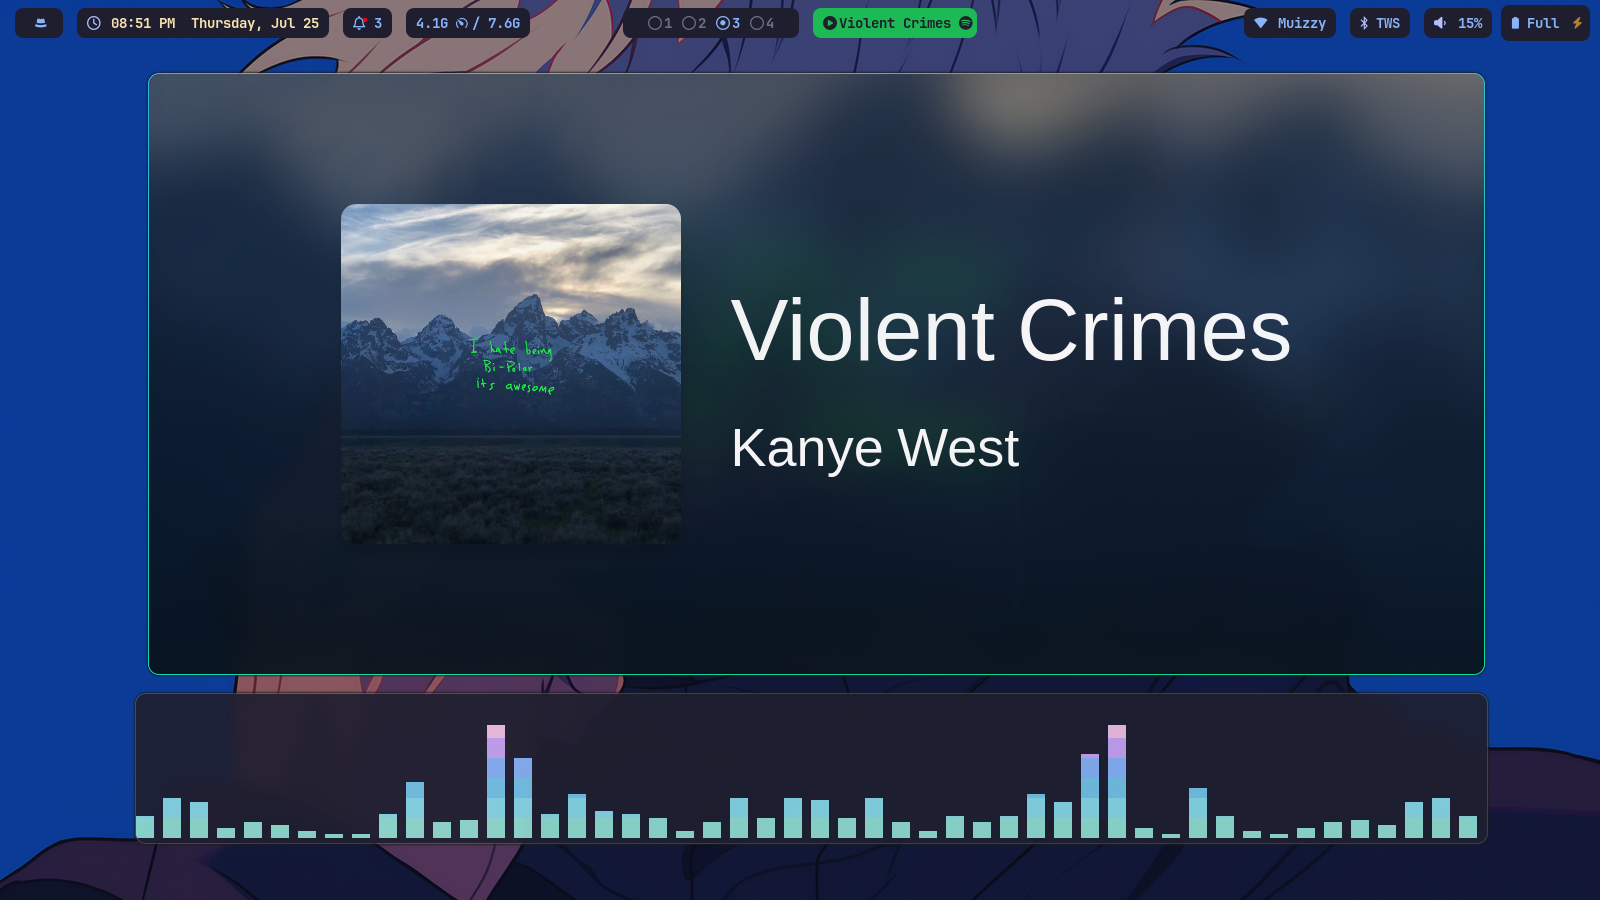 08:51 PM Thursday, Jul 25
3
4.1G / 7.6G
1 2 3 4
Violent Crimes
Muizzy
TWS
15%
Full
I hate being
Bi-Polar
its awesome
Violent Crimes
Kanye West